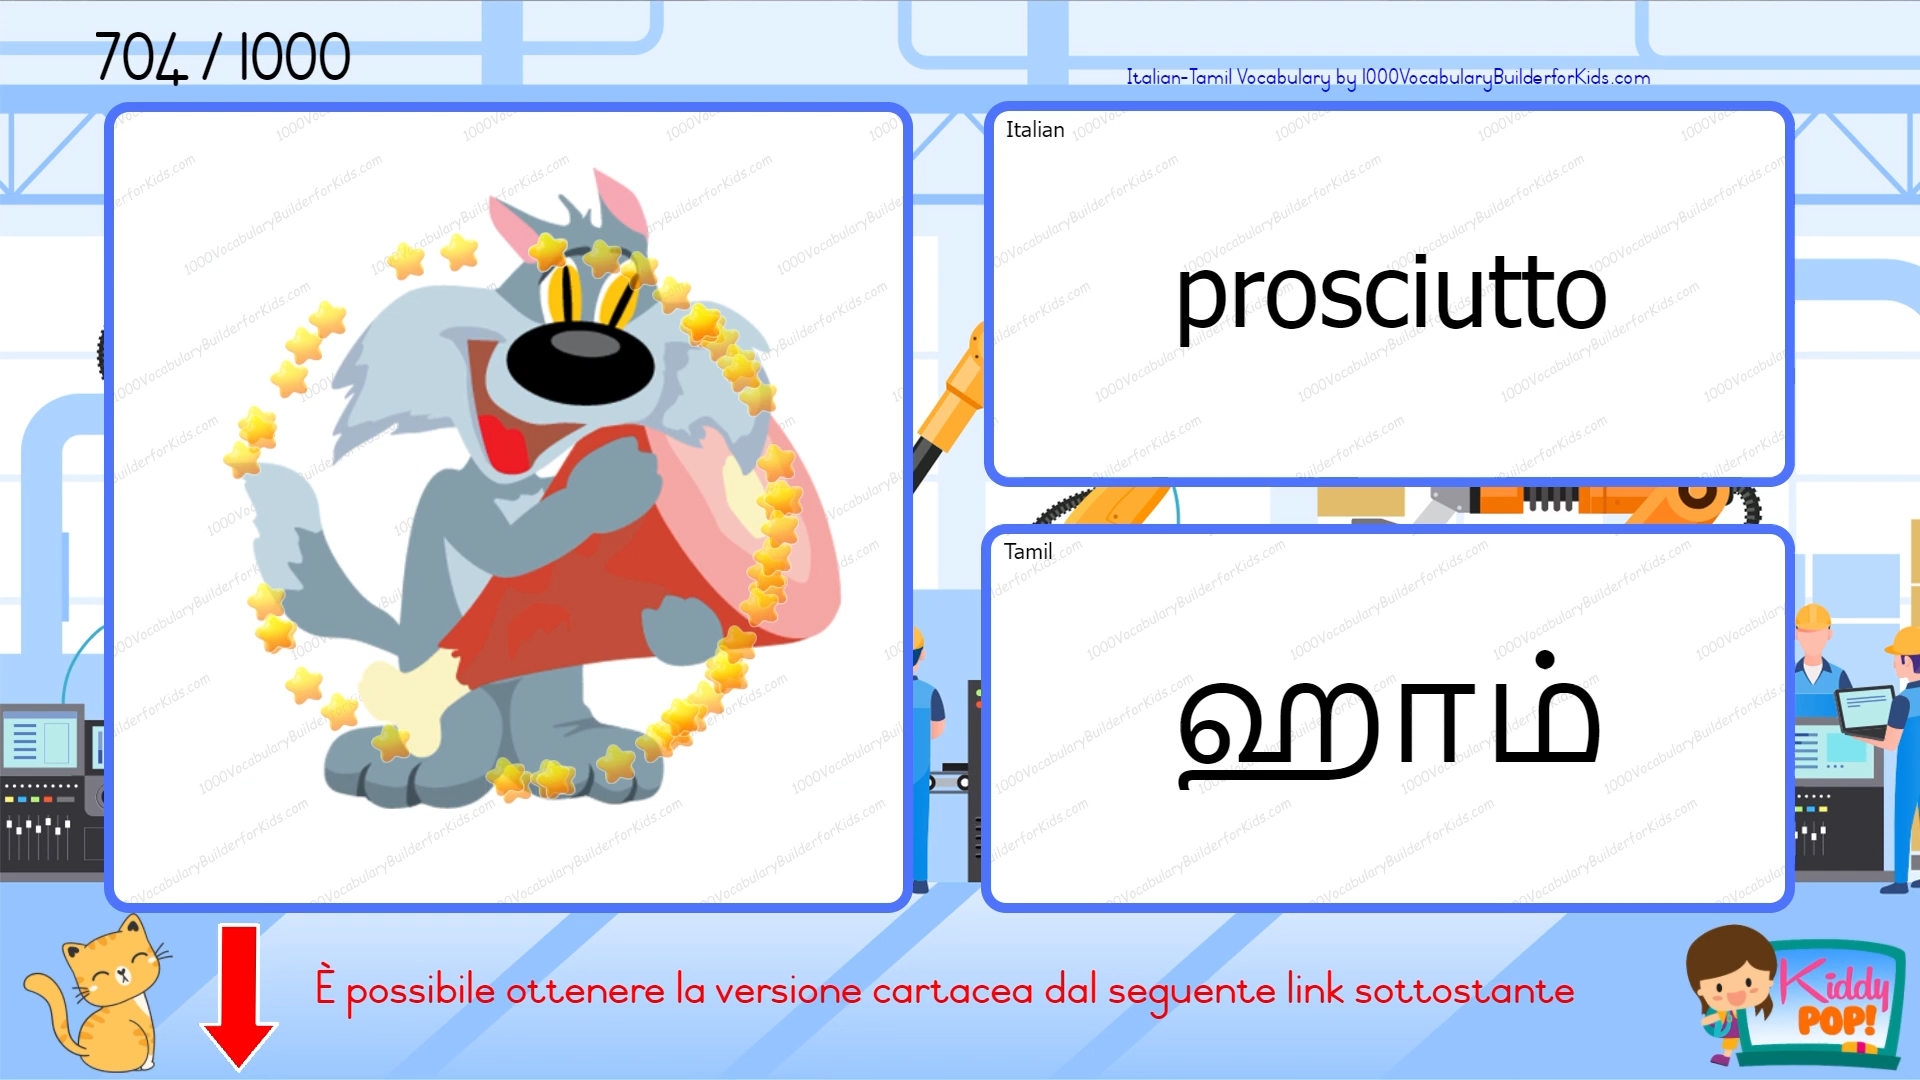 704 / 1000
Italian-Tamil Vocabulary by 1000VocabularyBuilderforKids.com
Italian
prosciutto
Tamil
ஹாம்
È possibile ottenere la versione cartacea dal seguente link sottostante
Kiddy
POP!